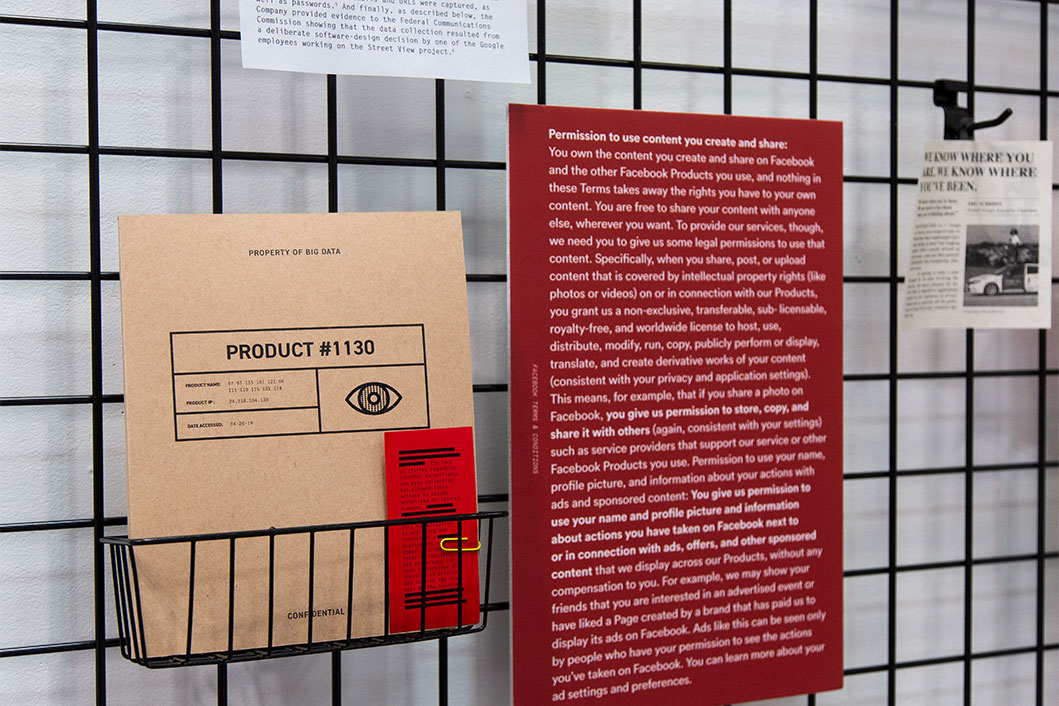 were captured, as
well as passwords.⁵ And finally, as described below, the
Company provided evidence to the Federal Communications
Commission showing that the data collection resulted from
a deliberate software-design decision by one of the Google
employees working on the Street View project.⁶
PROPERTY OF BIG DATA
PRODUCT #1130
PRODUCT NAME:
PRODUCT IP:
DATE ACCESSED: 04-20-19
CONFIDENTIAL
FACEBOOK TERMS & CONDITIONS
Permission to use content you create and share:
You own the content you create and share on Facebook
and the other Facebook Products you use, and nothing in
these Terms takes away the rights you have to your own
content. You are free to share your content with anyone
else, wherever you want. To provide our services, though,
we need you to give us some legal permissions to use that
content. Specifically, when you share, post, or upload
content that is covered by intellectual property rights (like
photos or videos) on or in connection with our Products,
you grant us a non-exclusive, transferable, sub- licensable,
royalty-free, and worldwide license to host, use,
distribute, modify, run, copy, publicly perform or display,
translate, and create derivative works of your content
(consistent with your privacy and application settings).
This means, for example, that if you share a photo on
Facebook, you give us permission to store, copy, and
share it with others (again, consistent with your settings)
such as service providers that support our service or other
Facebook Products you use. Permission to use your name,
profile picture, and information about your actions with
ads and sponsored content: You give us permission to
use your name and profile picture and information
about actions you have taken on Facebook next to
or in connection with ads, offers, and other sponsored
content that we display across our Products, without any
compensation to you. For example, we may show your
friends that you are interested in an advertised event or
have liked a Page created by a brand that has paid us to
display its ads on Facebook. Ads like this can be seen only
by people who have your permission to see the actions
you've taken on Facebook. You can learn more about your
ad settings and preferences.
WE KNOW WHERE YOU
ARE. WE KNOW WHERE
YOU'VE BEEN.